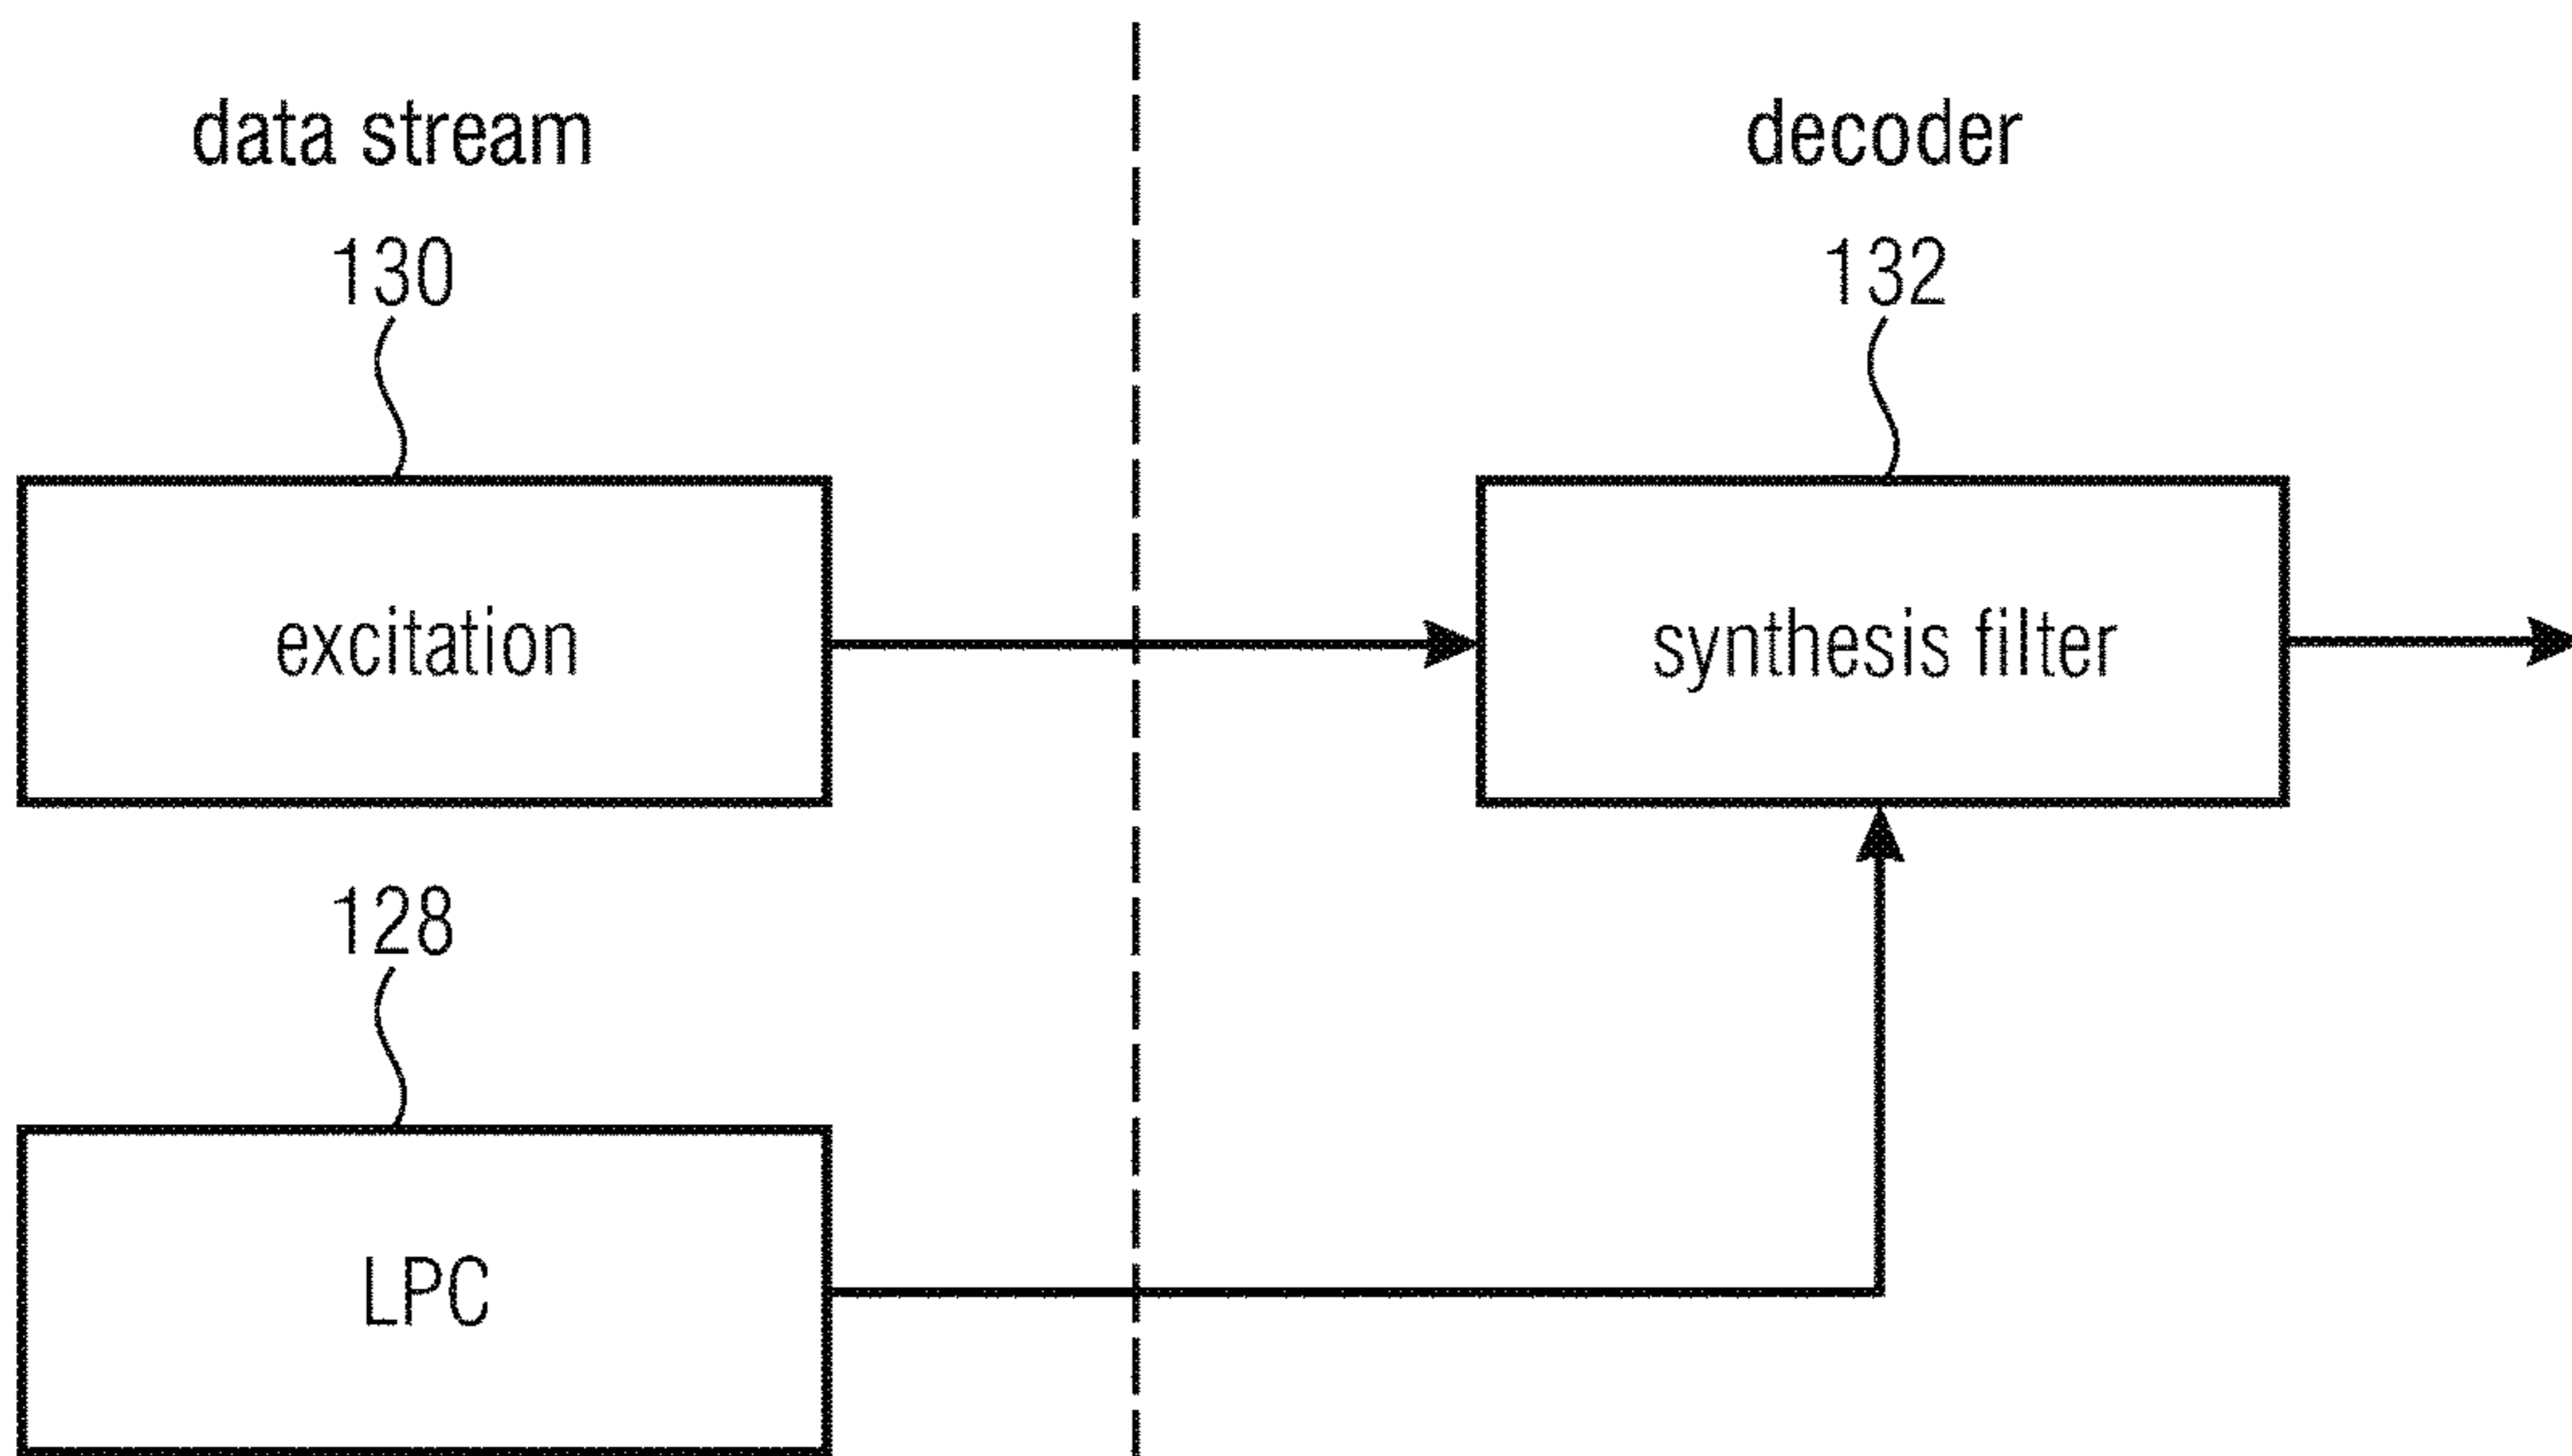 data stream
decoder
130
132
excitation
synthesis filter
128
LPC